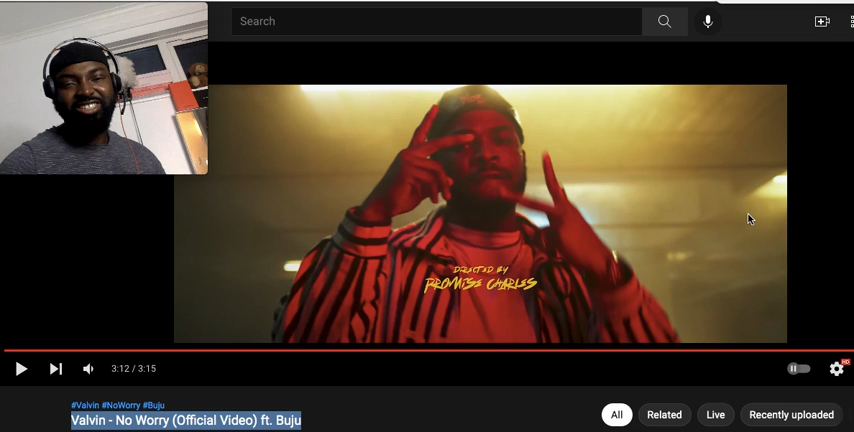 Search
DIRECTED BY
PROMISE CHARLES
3:12 / 3:15
HD
#Valvin #NoWorry #Buju
Valvin - No Worry (Official Video) ft. Buju
All
Related
Live
Recently uploaded